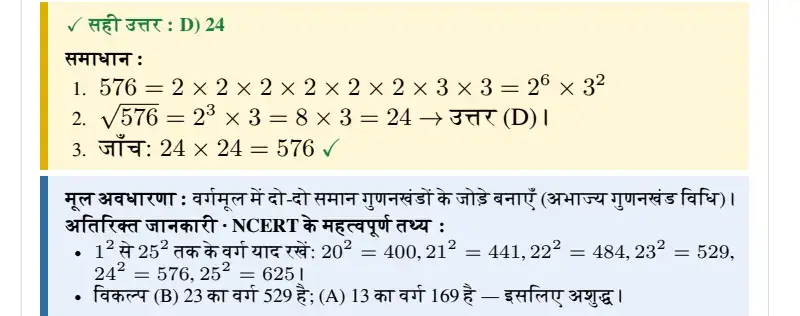 ✓ सही उत्तर : D) 24
समाधान :
1. 576 = 2 × 2 × 2 × 2 × 2 × 2 × 3 × 3 = 2⁶ × 3²
2. √576 = 2³ × 3 = 8 × 3 = 24 → उत्तर (D)।
3. जाँच: 24 × 24 = 576 ✓
मूल अवधारणा : वर्गमूल में दो-दो समान गुणनखंडों के जोड़े बनाएँ (अभाज्य गुणनखंड विधि)।
अतिरिक्त जानकारी · NCERT के महत्वपूर्ण तथ्य :
• 1² से 25² तक के वर्ग याद रखें: 20² = 400, 21² = 441, 22² = 484, 23² = 529,
24² = 576, 25² = 625।
• विकल्प (B) 23 का वर्ग 529 है; (A) 13 का वर्ग 169 है — इसलिए अशुद्ध।